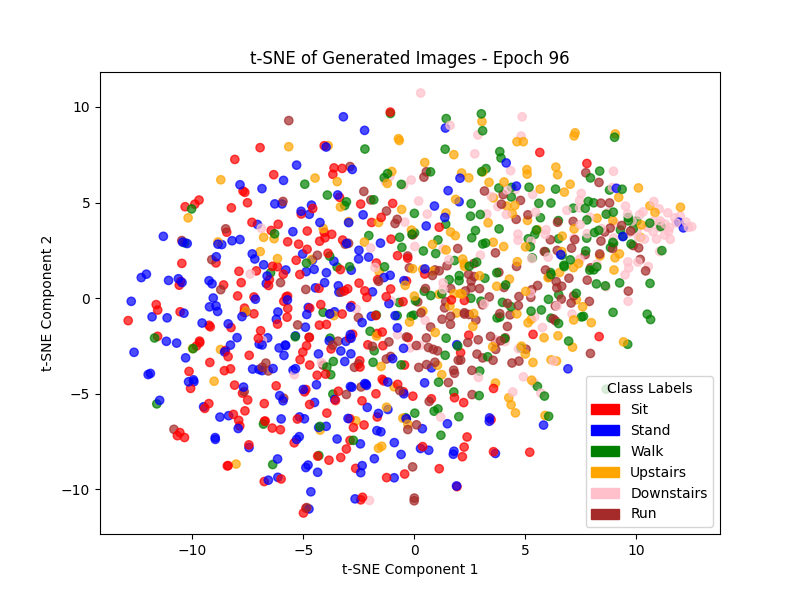 t-SNE of Generated Images - Epoch 96
10
5
0
−5
−10
t-SNE Component 2
−10
−5
0
5
10
t-SNE Component 1
Class Labels
Sit
Stand
Walk
Upstairs
Downstairs
Run